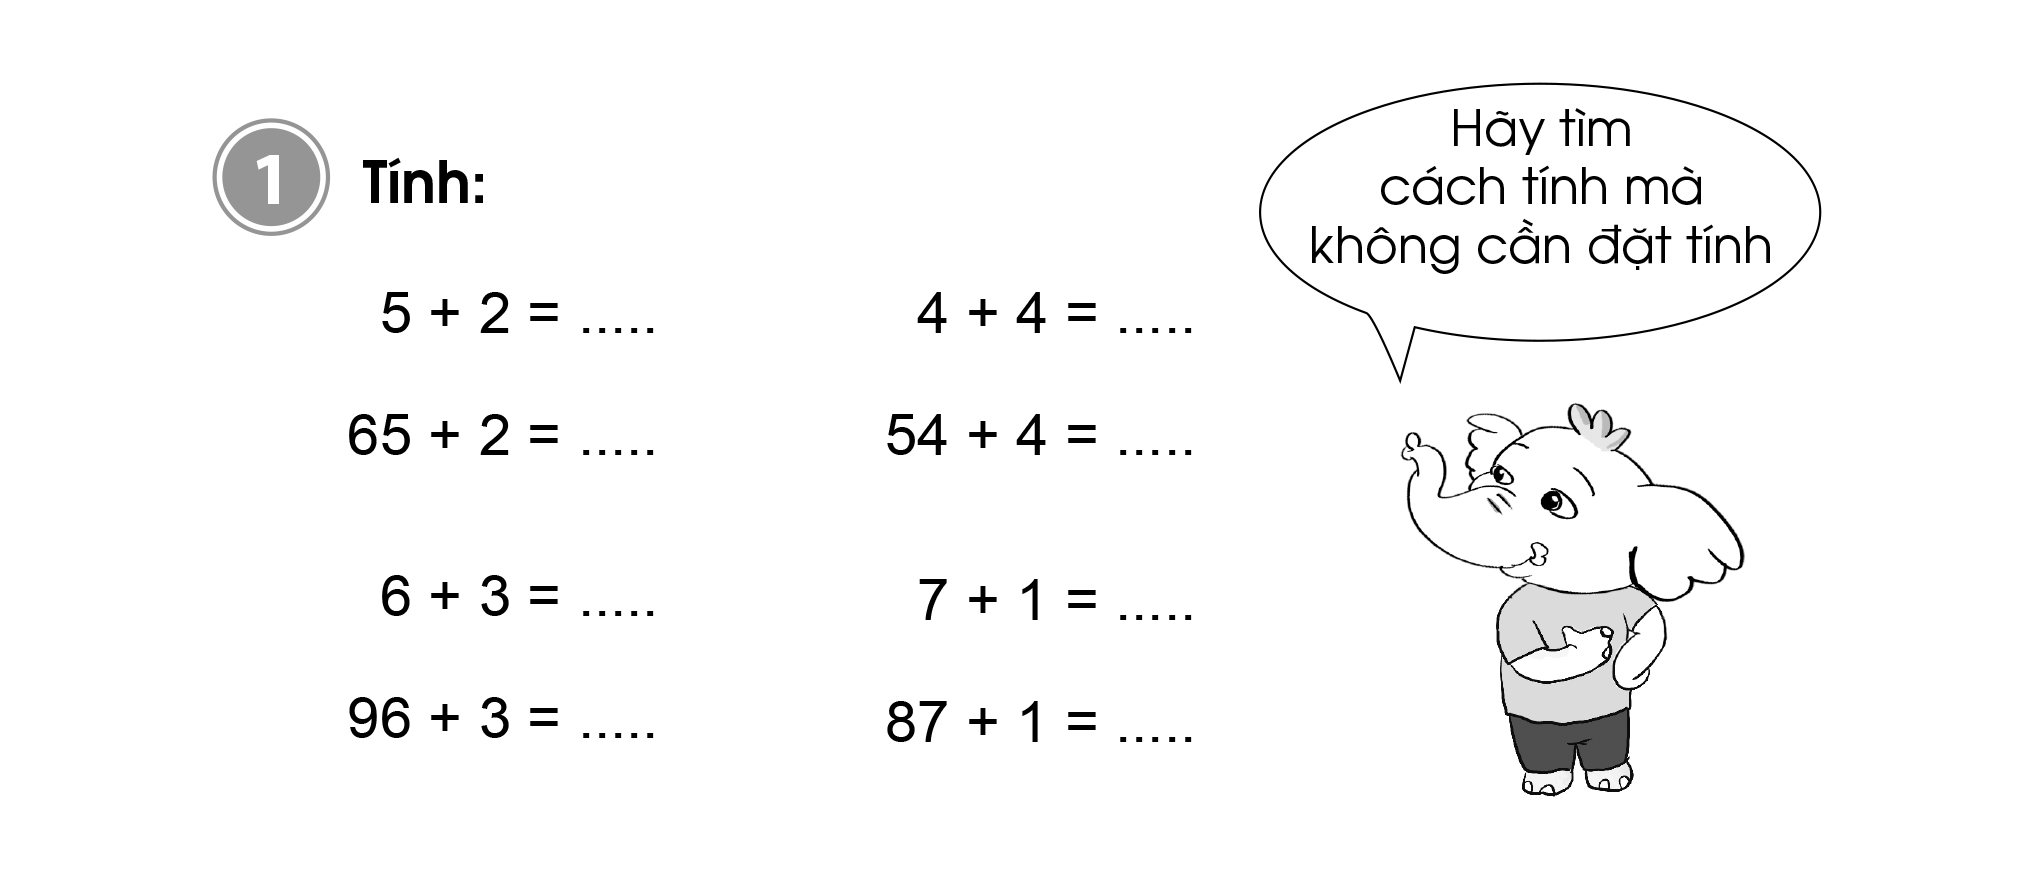 1 Tính:
Hãy tìm
cách tính mà
không cần đặt tính
5 + 2 = .....
4 + 4 = .....
65 + 2 = .....
54 + 4 = .....
6 + 3 = .....
7 + 1 = .....
96 + 3 = .....
87 + 1 = .....